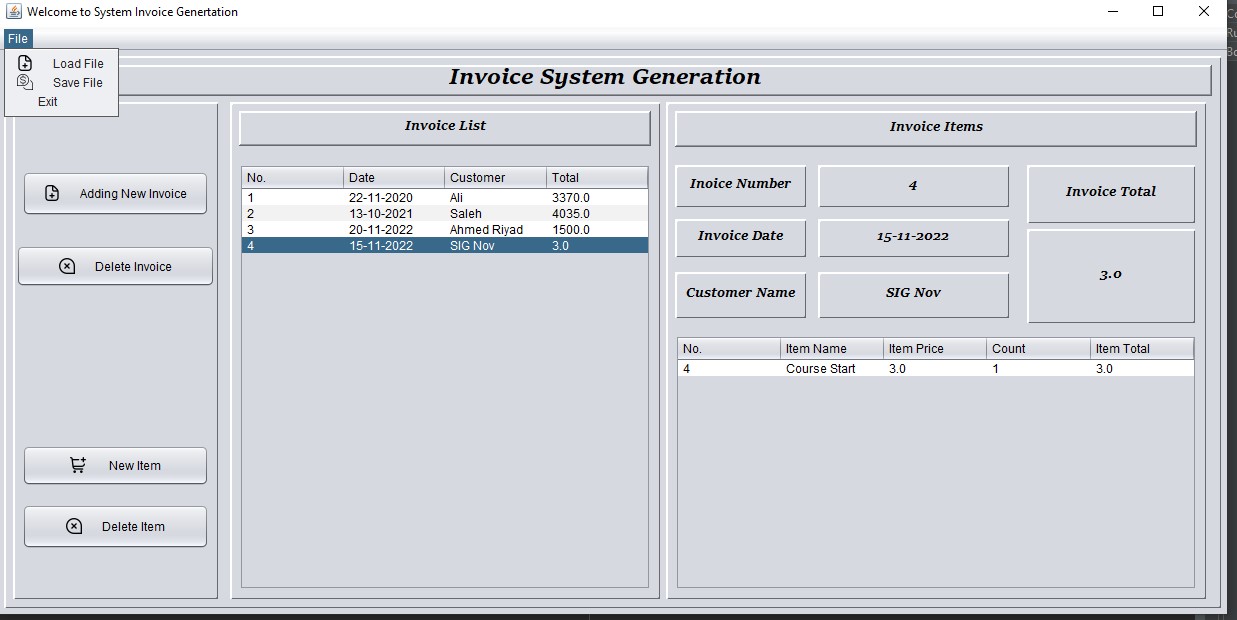 Welcome to System Invoice Genertation
File
Load File
Save File
Exit
Invoice System Generation
Adding New Invoice
Delete Invoice
New Item
Delete Item
Invoice List
No. Date Customer Total
1 22-11-2020 Ali 3370.0
2 13-10-2021 Saleh 4035.0
3 20-11-2022 Ahmed Riyad 1500.0
4 15-11-2022 SIG Nov 3.0
Invoice Items
Inoice Number 4
Invoice Date 15-11-2022
Customer Name SIG Nov
Invoice Total
3.0
No. Item Name Item Price Count Item Total
4 Course Start 3.0 1 3.0